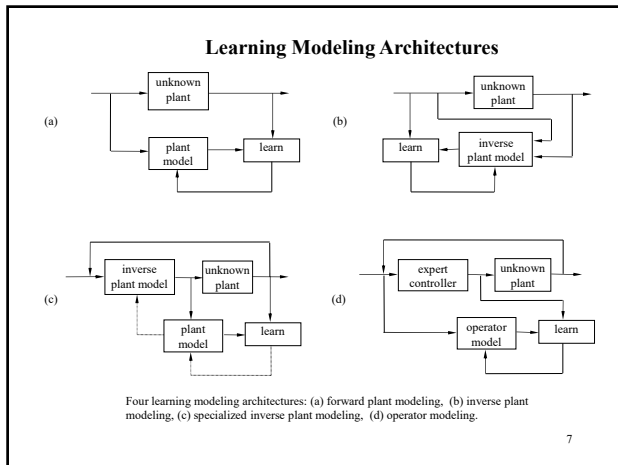 Learning Modeling Architectures
(a)
unknown
plant
plant
model
learn
(b)
unknown
plant
learn
inverse
plant model
(c)
inverse
plant model
unknown
plant
plant
model
learn
(d)
expert
controller
unknown
plant
operator
model
learn
Four learning modeling architectures: (a) forward plant modeling, (b) inverse plant
modeling, (c) specialized inverse plant modeling, (d) operator modeling.
7